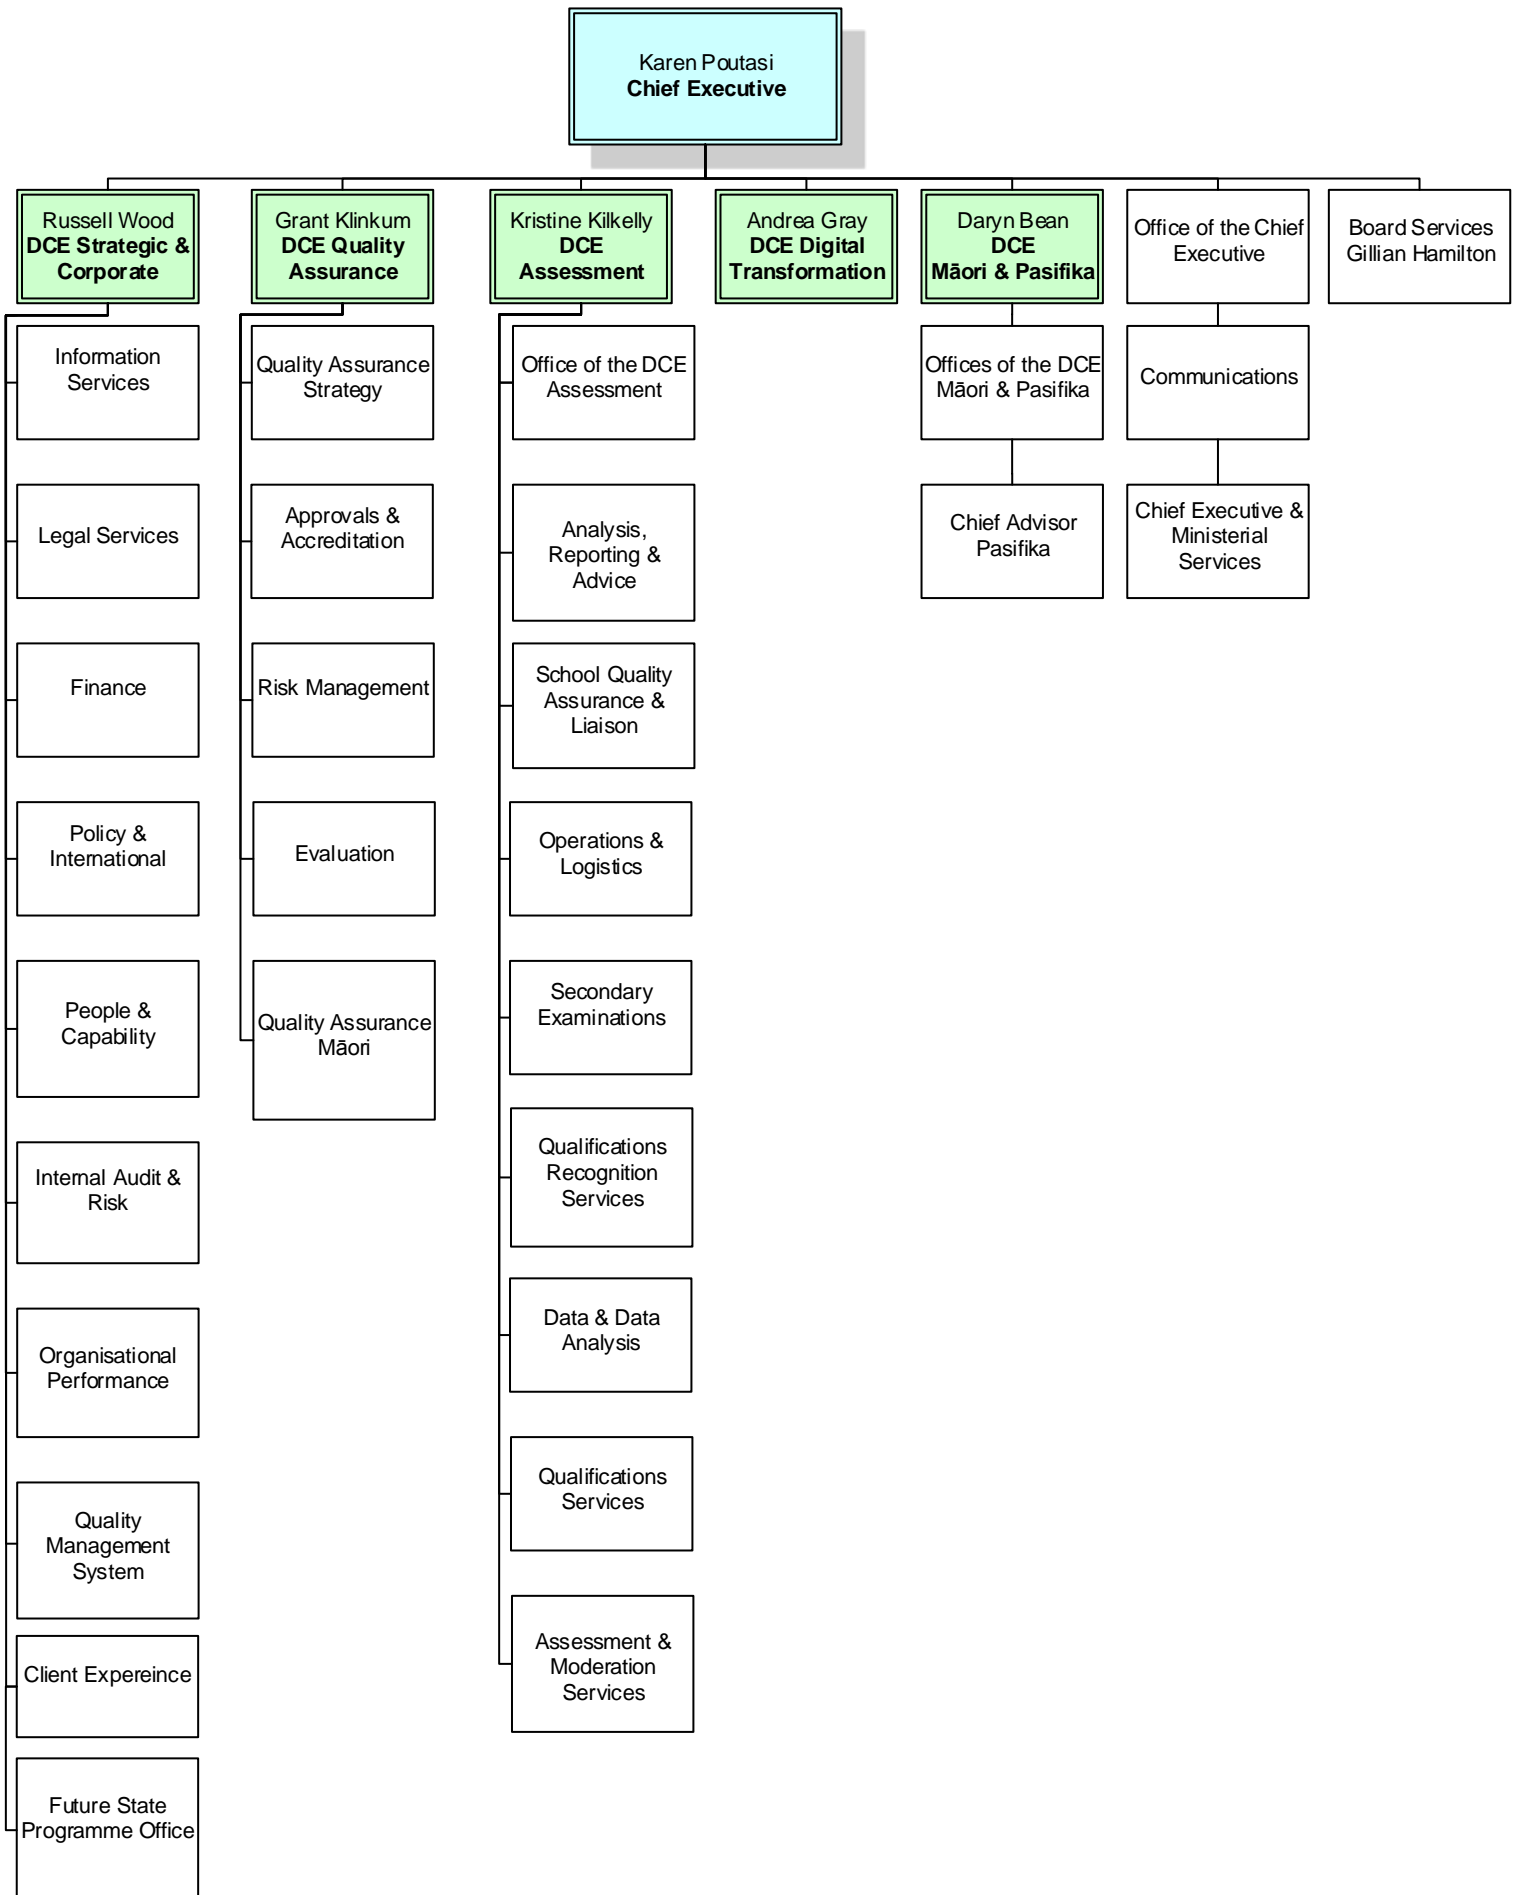 Karen Poutasi
Chief Executive
Russell Wood
DCE Strategic &
Corporate
Grant Klinkum
DCE Quality
Assurance
Kristine Kilkelly
DCE
Assessment
Andrea Gray
DCE Digital
Transformation
Daryn Bean
DCE
Māori & Pasifika
Office of the Chief
Executive
Board Services
Gillian Hamilton
Information
Services
Legal Services
Finance
Policy &
International
People &
Capability
Internal Audit &
Risk
Organisational
Performance
Quality
Management
System
Client Expereince
Future State
Programme Office
Quality Assurance
Strategy
Approvals &
Accreditation
Risk Management
Evaluation
Quality Assurance
Māori
Office of the DCE
Assessment
Analysis,
Reporting &
Advice
School Quality
Assurance &
Liaison
Operations &
Logistics
Secondary
Examinations
Qualifications
Recognition
Services
Data & Data
Analysis
Qualifications
Services
Assessment &
Moderation
Services
Offices of the DCE
Māori & Pasifika
Chief Advisor
Pasifika
Communications
Chief Executive &
Ministerial
Services